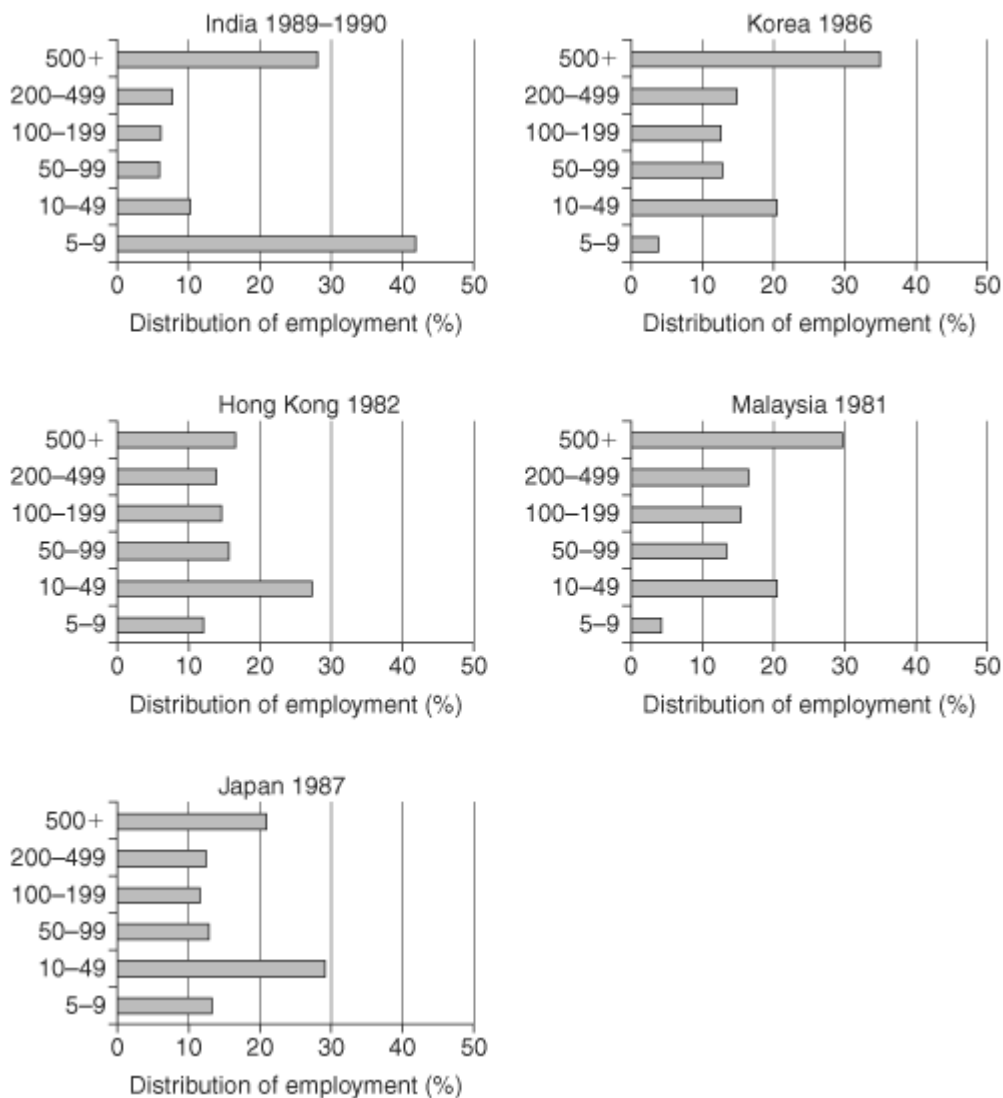 India 1989–1990
500+
200–499
100–199
50–99
10–49
5–9
0 10 20 30 40 50
Distribution of employment (%)
Korea 1986
500+
200–499
100–199
50–99
10–49
5–9
0 10 20 30 40 50
Distribution of employment (%)
Hong Kong 1982
500+
200–499
100–199
50–99
10–49
5–9
0 10 20 30 40 50
Distribution of employment (%)
Malaysia 1981
500+
200–499
100–199
50–99
10–49
5–9
0 10 20 30 40 50
Distribution of employment (%)
Japan 1987
500+
200–499
100–199
50–99
10–49
5–9
0 10 20 30 40 50
Distribution of employment (%)